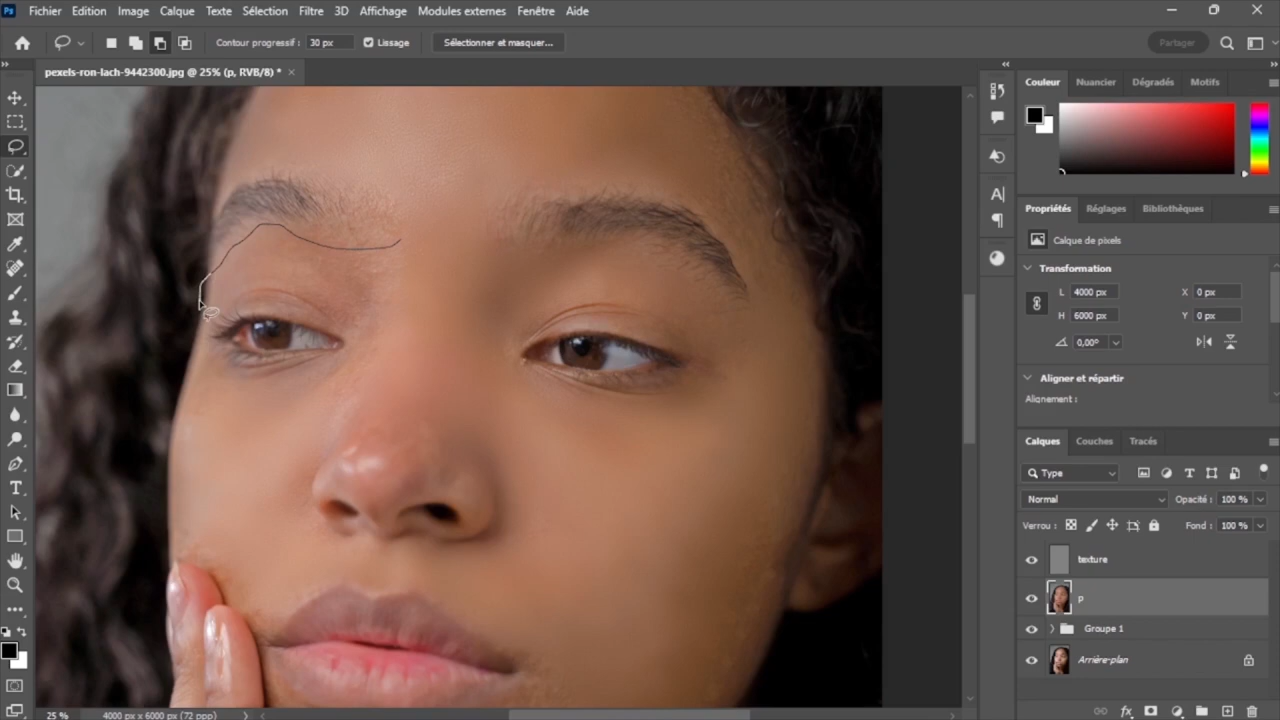 Ps Fichier Edition Image Calque Texte Sélection Filtre 3D Affichage Modules externes Fenêtre Aide
Contour progressif : 30 px Lissage Sélectionner et masquer... Partager
pexels-ron-lach-9442300.jpg @ 25% (p, RVB/8) *
Couleur Nuancier Dégradés Motifs
Propriétés Réglages Bibliothèques
Calque de pixels
Transformation
L 4000 px X 0 px
H 6000 px Y 0 px
0,00°
Aligner et répartir
Alignement :
Calques Couches Tracés
Type
Normal Opacité : 100 %
Verrou : Fond : 100 %
texture
p
Groupe 1
Arrière-plan
25 % 4000 px x 6000 px (72 ppp)